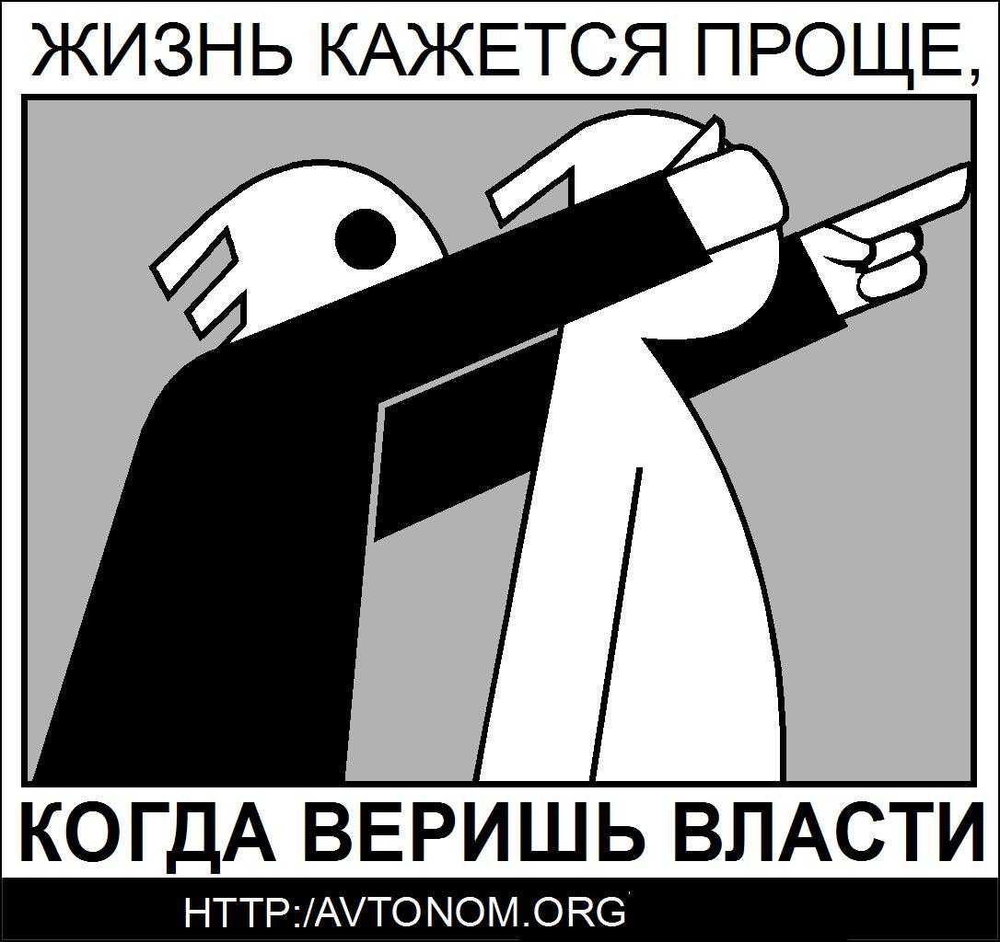 ЖИЗНЬ КАЖЕТСЯ ПРОЩЕ,
КОГДА ВЕРИШЬ ВЛАСТИ
HTTP:/AVTONOM.ORG